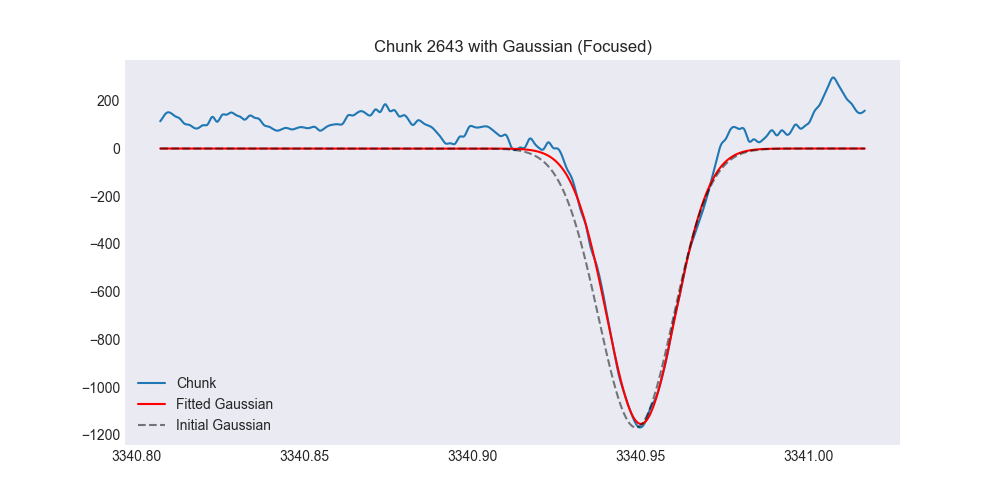 Chunk 2643 with Gaussian (Focused)
200
0
−200
−400
−600
−800
−1000
−1200
Chunk
Fitted Gaussian
Initial Gaussian
3340.80 3340.85 3340.90 3340.95 3341.00